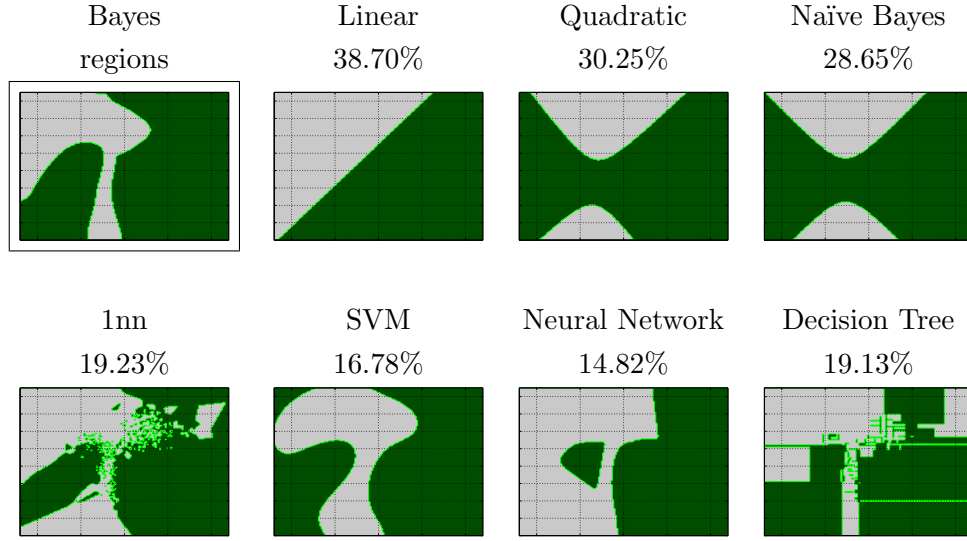 Bayes
regions
Linear
38.70%
Quadratic
30.25%
Naïve Bayes
28.65%
1nn
19.23%
SVM
16.78%
Neural Network
14.82%
Decision Tree
19.13%